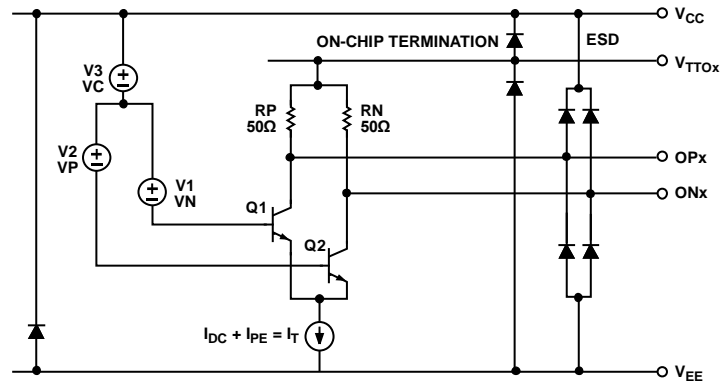 VCC
ON-CHIP TERMINATION
ESD
V3
VC
VTTOx
RP
50Ω
RN
50Ω
V2
VP
OPx
V1
VN
ONx
Q1
Q2
IDC + IPE = IT
VEE